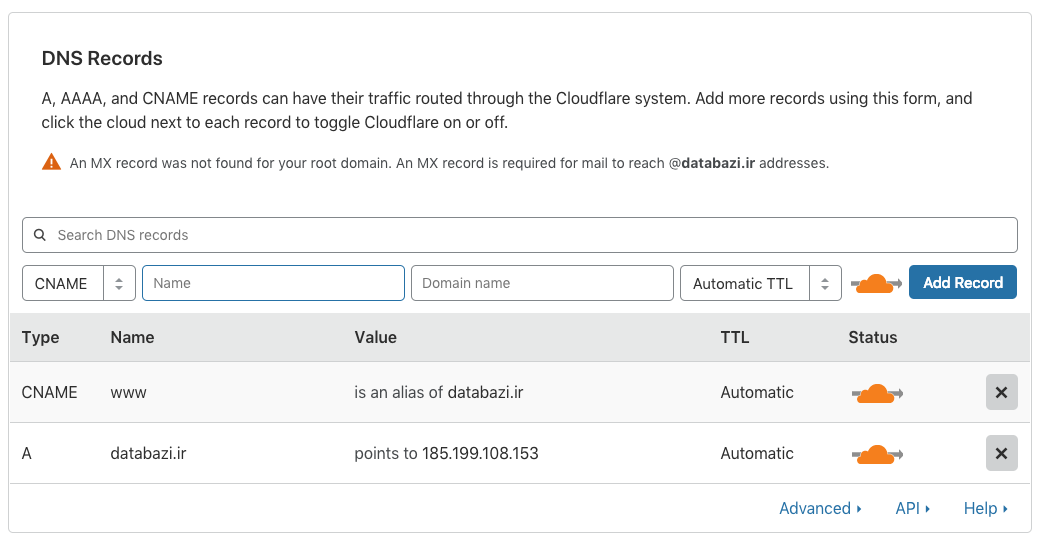 DNS Records
A, AAAA, and CNAME records can have their traffic routed through the Cloudflare system. Add more records using this form, and
click the cloud next to each record to toggle Cloudflare on or off.
An MX record was not found for your root domain. An MX record is required for mail to reach @databazi.ir addresses.
Search DNS records
CNAME Name Domain name Automatic TTL Add Record
Type Name Value TTL Status
CNAME www is an alias of databazi.ir Automatic
A databazi.ir points to 185.199.108.153 Automatic
Advanced API Help